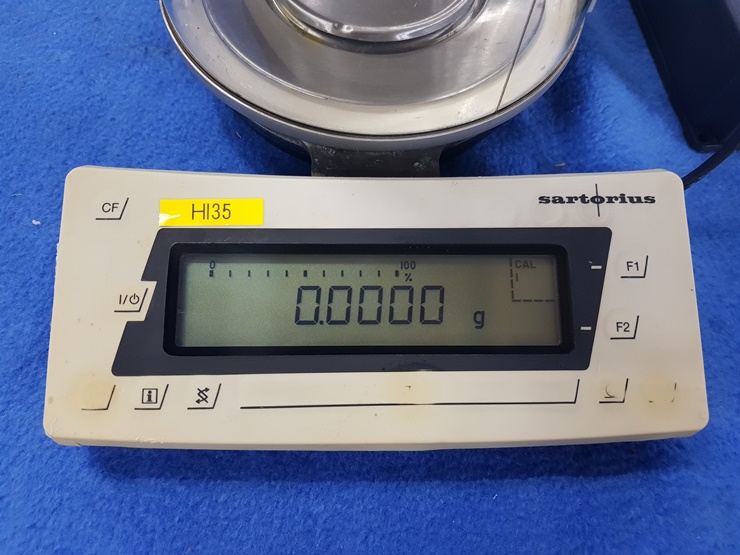 CF
HI35
sartorius
0 100
%
CAL
0.0000 g
I/⏻
F1
F2
i